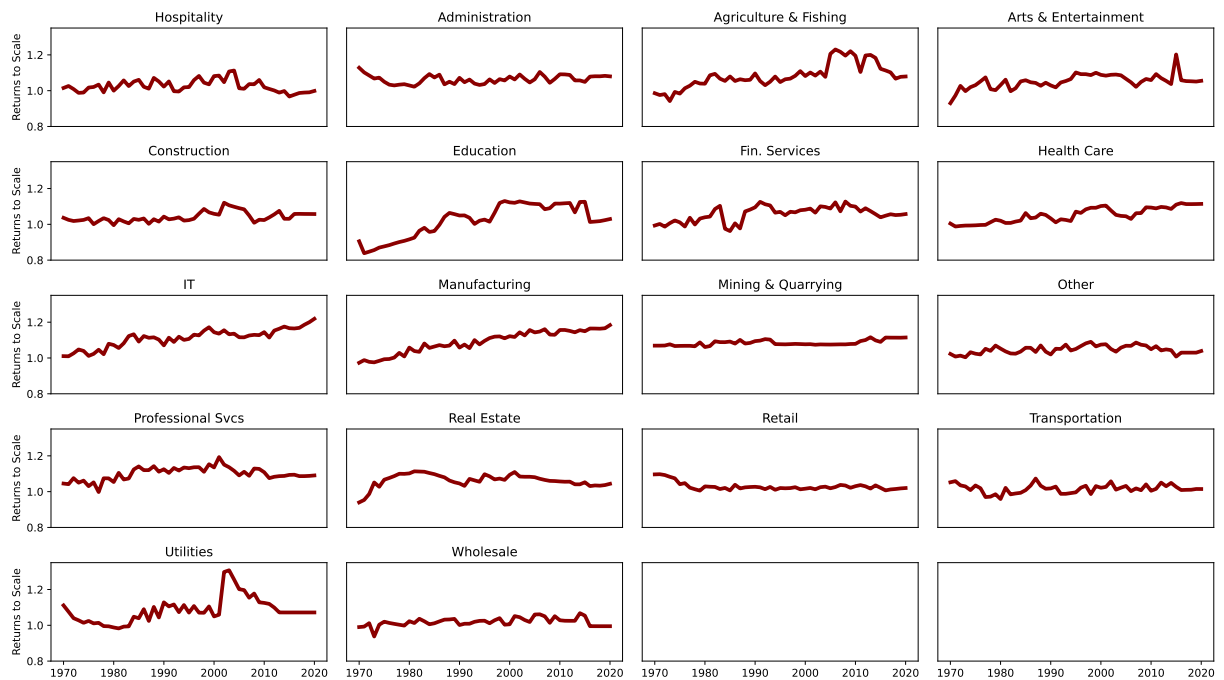 Hospitality
Administration
Agriculture & Fishing
Arts & Entertainment
Returns to Scale
1.2
1.0
0.8
Construction
Education
Fin. Services
Health Care
Returns to Scale
1.2
1.0
0.8
IT
Manufacturing
Mining & Quarrying
Other
Returns to Scale
1.2
1.0
0.8
Professional Svcs
Real Estate
Retail
Transportation
Returns to Scale
1.2
1.0
0.8
Utilities
Wholesale
Returns to Scale
1.2
1.0
0.8
1970 1980 1990 2000 2010 2020
1970 1980 1990 2000 2010 2020
1970 1980 1990 2000 2010 2020
1970 1980 1990 2000 2010 2020